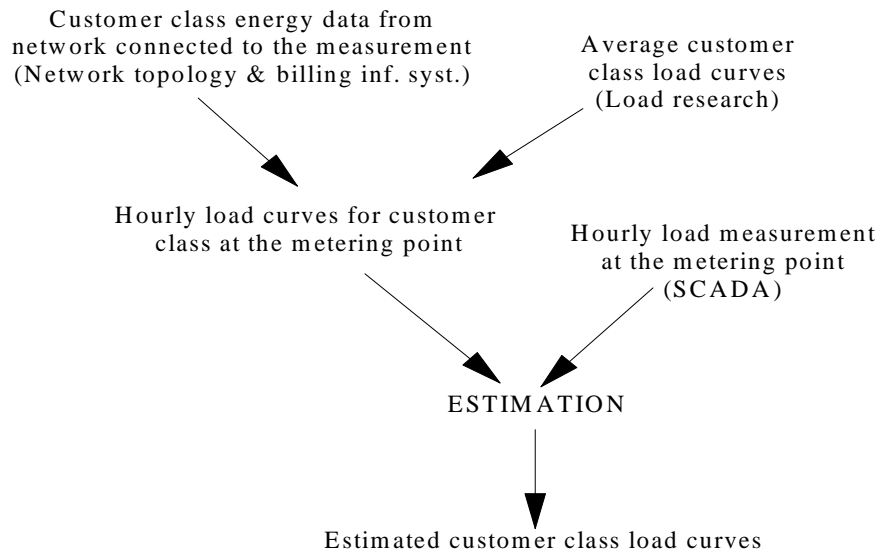 Customer class energy data from
network connected to the measurement
(Network topology & billing inf. syst.)
Average customer
class load curves
(Load research)
Hourly load curves for customer
class at the metering point
Hourly load measurement
at the metering point
(SCADA)
ESTIMATION
Estimated customer class load curves